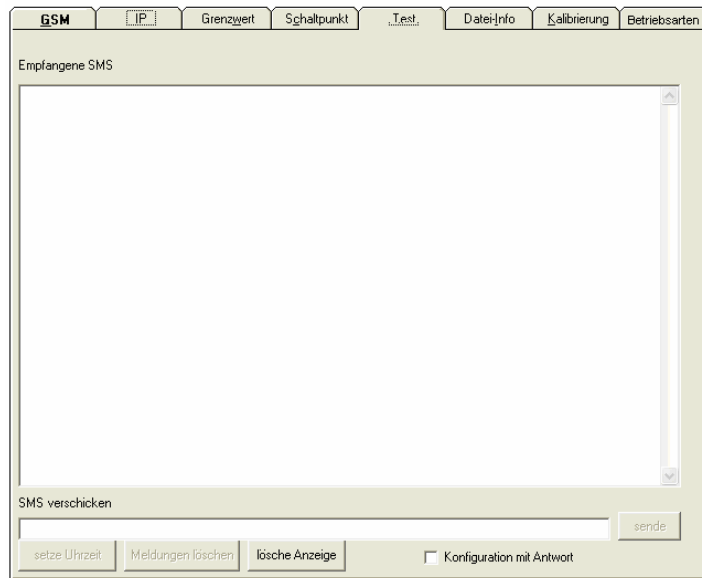 GSM IP Grenzwert Schaltpunkt Test Datei-Info Kalibrierung Betriebsarten
Empfangene SMS
SMS verschicken
sende
setze Uhrzeit Meldungen löschen lösche Anzeige Konfiguration mit Antwort